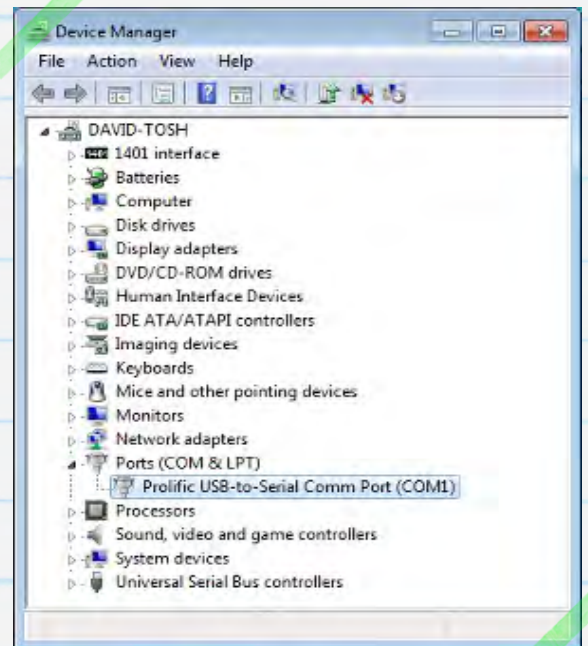 Device Manager
File Action View Help
DAVID-TOSH
1401 interface
Batteries
Computer
Disk drives
Display adapters
DVD/CD-ROM drives
Human Interface Devices
IDE ATA/ATAPI controllers
Imaging devices
Keyboards
Mice and other pointing devices
Monitors
Network adapters
Ports (COM & LPT)
Prolific USB-to-Serial Comm Port (COM1)
Processors
Sound, video and game controllers
System devices
Universal Serial Bus controllers